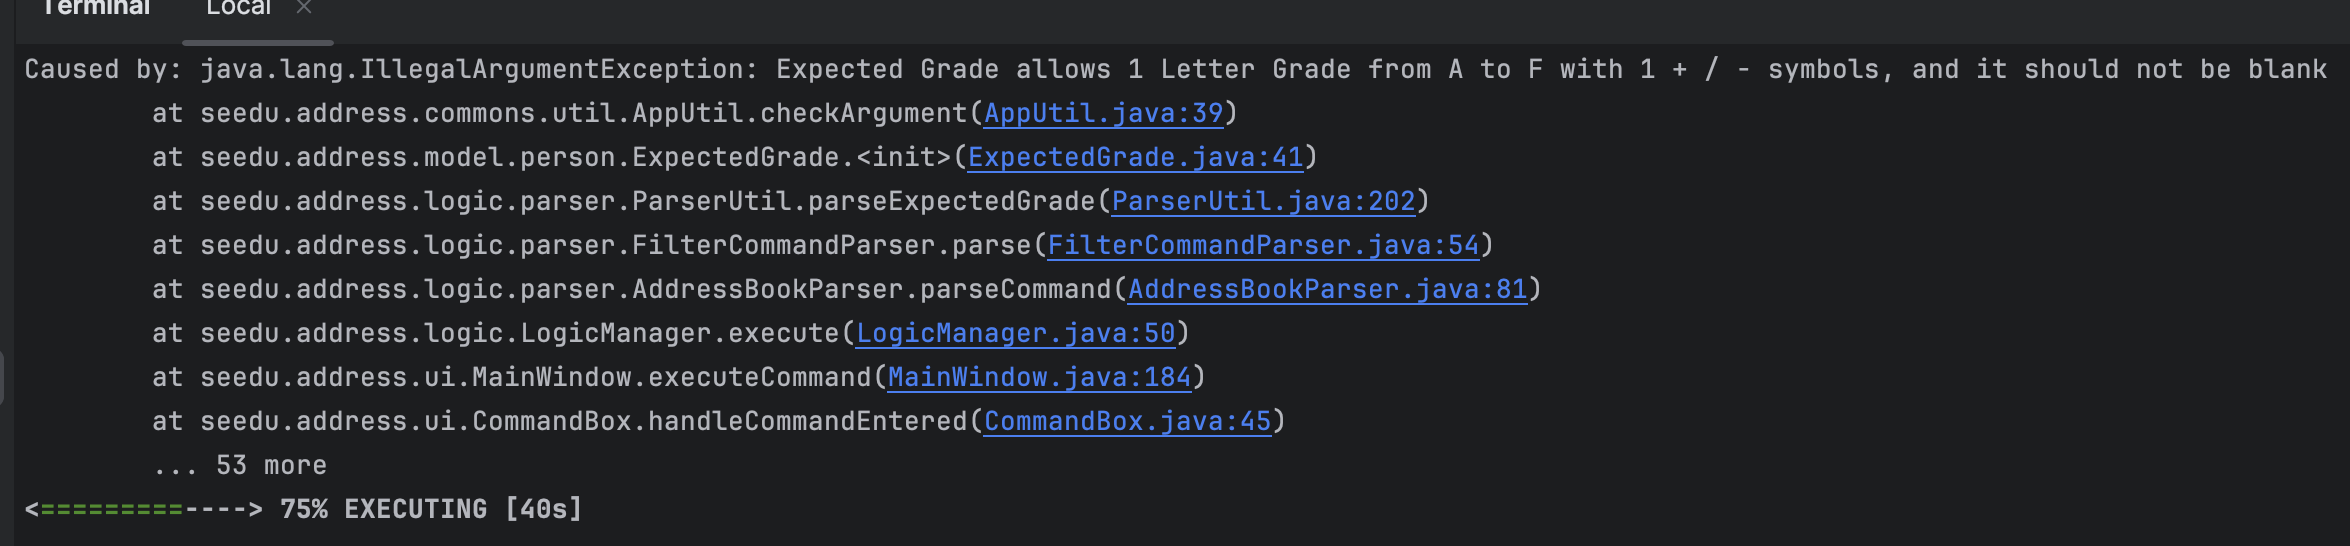 Terminal Local ×
Caused by: java.lang.IllegalArgumentException: Expected Grade allows 1 Letter Grade from A to F with 1 + / - symbols, and it should not be blank
at seedu.address.commons.util.AppUtil.checkArgument(AppUtil.java:39)
at seedu.address.model.person.ExpectedGrade.<init>(ExpectedGrade.java:41)
at seedu.address.logic.parser.ParserUtil.parseExpectedGrade(ParserUtil.java:202)
at seedu.address.logic.parser.FilterCommandParser.parse(FilterCommandParser.java:54)
at seedu.address.logic.parser.AddressBookParser.parseCommand(AddressBookParser.java:81)
at seedu.address.logic.LogicManager.execute(LogicManager.java:50)
at seedu.address.ui.MainWindow.executeCommand(MainWindow.java:184)
at seedu.address.ui.CommandBox.handleCommandEntered(CommandBox.java:45)
... 53 more
<=========----> 75% EXECUTING [40s]